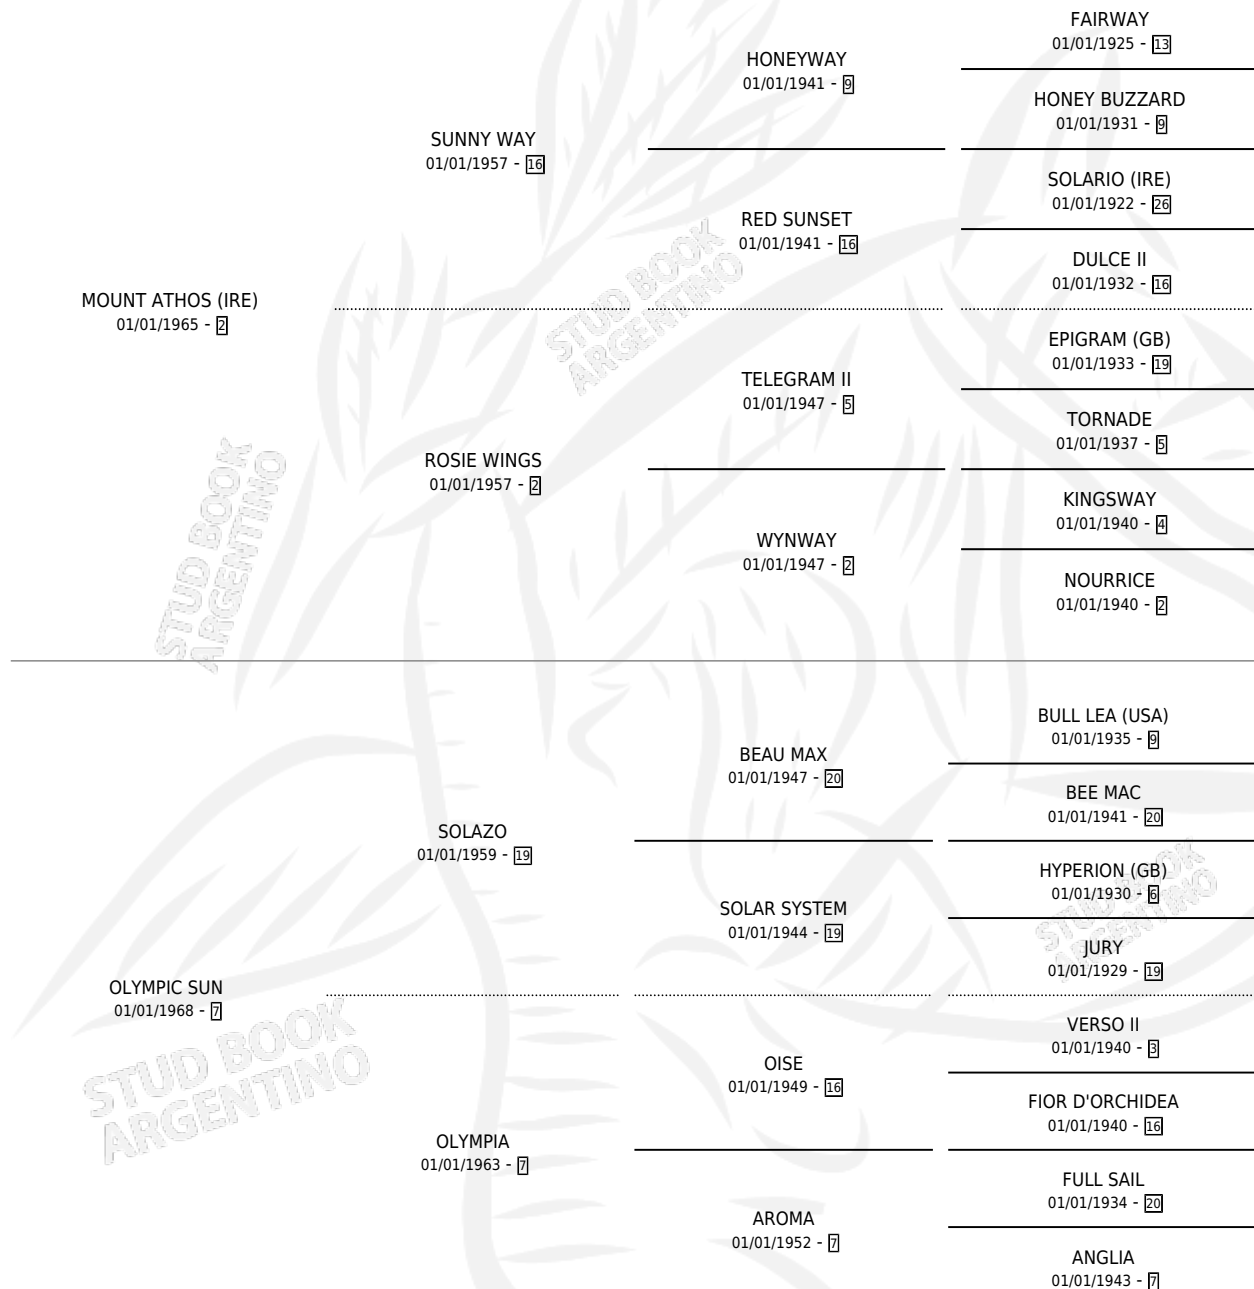 FAIRWAY
01/01/1925 - 13
HONEYWAY
01/01/1941 - 9
HONEY BUZZARD
01/01/1931 - 9
SUNNY WAY
01/01/1957 - 16
SOLARIO (IRE)
01/01/1922 - 26
RED SUNSET
01/01/1941 - 16
DULCE II
01/01/1932 - 16
MOUNT ATHOS (IRE)
01/01/1965 - 2
EPIGRAM (GB)
01/01/1933 - 19
TELEGRAM II
01/01/1947 - 5
TORNADE
01/01/1937 - 5
ROSIE WINGS
01/01/1957 - 2
KINGSWAY
01/01/1940 - 4
WYNWAY
01/01/1947 - 2
NOURRICE
01/01/1940 - 2
BULL LEA (USA)
01/01/1935 - 9
BEAU MAX
01/01/1947 - 20
BEE MAC
01/01/1941 - 20
SOLAZO
01/01/1959 - 19
HYPERION (GB)
01/01/1930 - 6
SOLAR SYSTEM
01/01/1944 - 19
JURY
01/01/1929 - 19
OLYMPIC SUN
01/01/1968 - 7
VERSO II
01/01/1940 - 3
OISE
01/01/1949 - 16
FIOR D'ORCHIDEA
01/01/1940 - 16
OLYMPIA
01/01/1963 - 7
FULL SAIL
01/01/1934 - 20
AROMA
01/01/1952 - 7
ANGLIA
01/01/1943 - 7
STUD BOOK
ARGENTINO
STUD BOOK
ARGENTINO
STUD BOOK
ARGENTINO
STUD BOOK
ARGENTINO